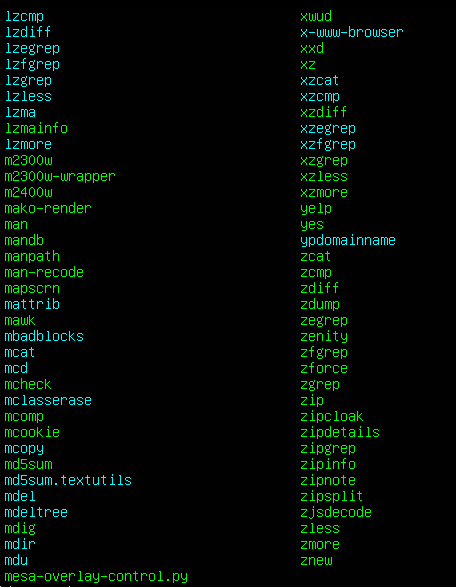 lzcmp
lzdiff
lzegrep
lzfgrep
lzgrep
lzless
lzma
lzmainfo
lzmore
m2300w
m2300w-wrapper
m2400w
mako-render
man
mandb
manpath
man-recode
mapscrn
mattrib
mawk
mbadblocks
mcat
mcd
mcheck
mclasserase
mcomp
mcookie
mcopy
md5sum
md5sum.textutils
mdel
mdeltree
mdig
mdir
mdu
mesa-overlay-control.py
xwud
x-www-browser
xxd
xz
xzcat
xzcmp
xzdiff
xzegrep
xzfgrep
xzgrep
xzless
xzmore
yelp
yes
ypdomainname
zcat
zcmp
zdiff
zdump
zegrep
zenity
zfgrep
zforce
zgrep
zip
zipcloak
zipdetails
zipgrep
zipinfo
zipnote
zipsplit
zjsdecode
zless
zmore
znew